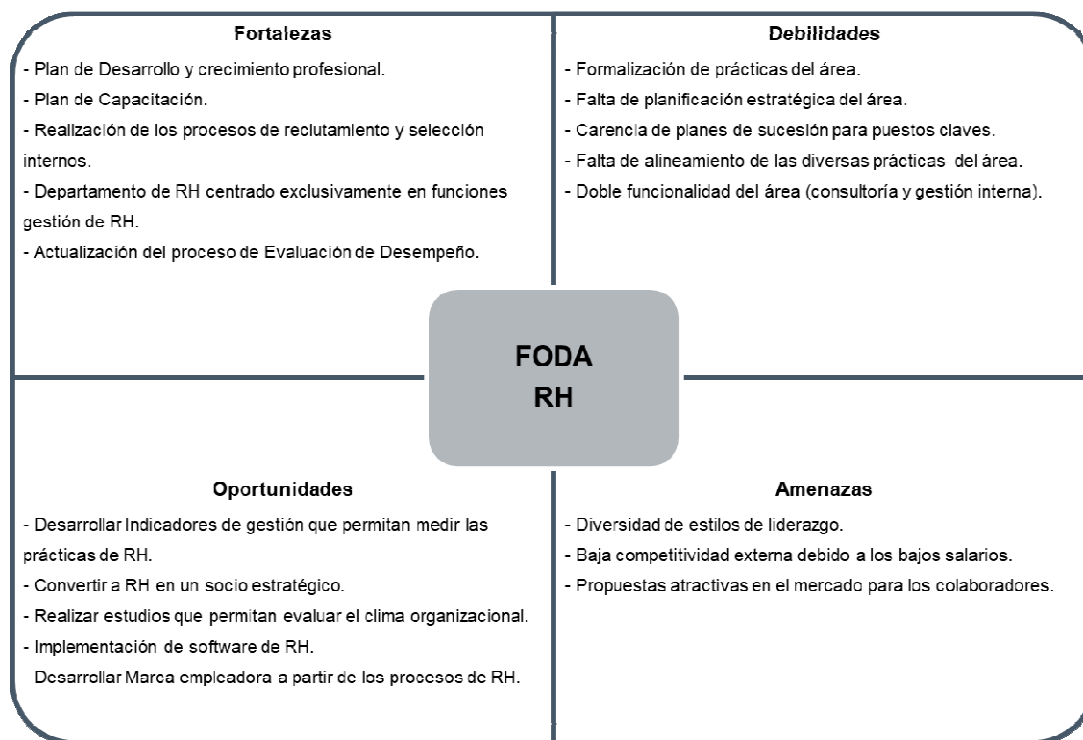 Fortalezas
- Plan de Desarrollo y crecimiento profesional.
- Plan de Capacitación.
- Realización de los procesos de reclutamiento y selección
internos.
- Departamento de RH centrado exclusivamente en funciones
gestión de RH.
- Actualización del proceso de Evaluación de Desempeño.
Debilidades
- Formalización de prácticas del área.
- Falta de planificación estratégica del área.
- Carencia de planes de sucesión para puestos claves.
- Falta de alineamiento de las diversas prácticas del área.
- Doble funcionalidad del área (consultoría y gestión interna).
FODA
RH
Oportunidades
- Desarrollar Indicadores de gestión que permitan medir las
prácticas de RH.
- Convertir a RH en un socio estratégico.
- Realizar estudios que permitan evaluar el clima organizacional.
- Implementación de software de RH.
Desarrollar Marca empleadora a partir de los procesos de RH.
Amenazas
- Diversidad de estilos de liderazgo.
- Baja competitividad externa debido a los bajos salarios.
- Propuestas atractivas en el mercado para los colaboradores.